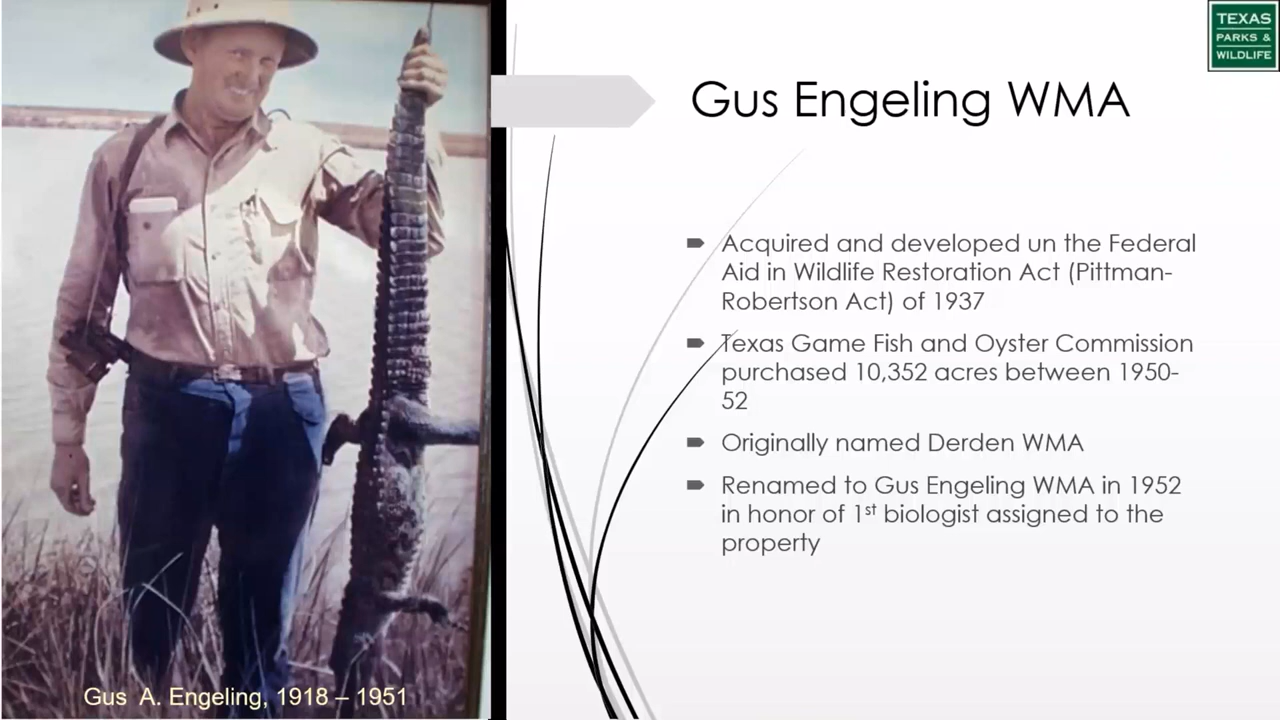 TEXAS
PARKS &
WILDLIFE
Gus Engeling WMA
Acquired and developed un the Federal
Aid in Wildlife Restoration Act (Pittman-
Robertson Act) of 1937
Texas Game Fish and Oyster Commission
purchased 10,352 acres between 1950-
52
Originally named Derden WMA
Renamed to Gus Engeling WMA in 1952
in honor of 1st biologist assigned to the
property
Gus A. Engeling, 1918 – 1951